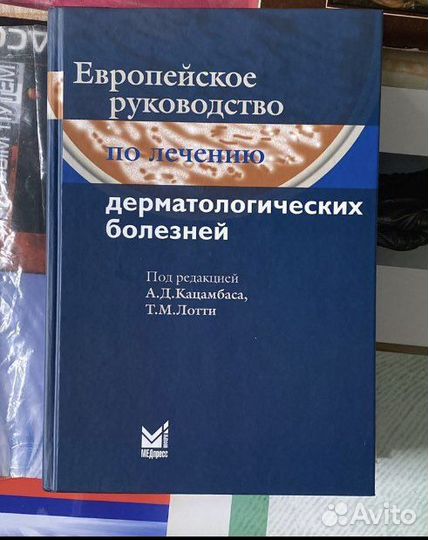 Европейское
руководство
по лечению
дерматологических
болезней
Под редакцией
А.Д.Кацамбаса,
Т.М.Лотти
МЕДпресс
Avito